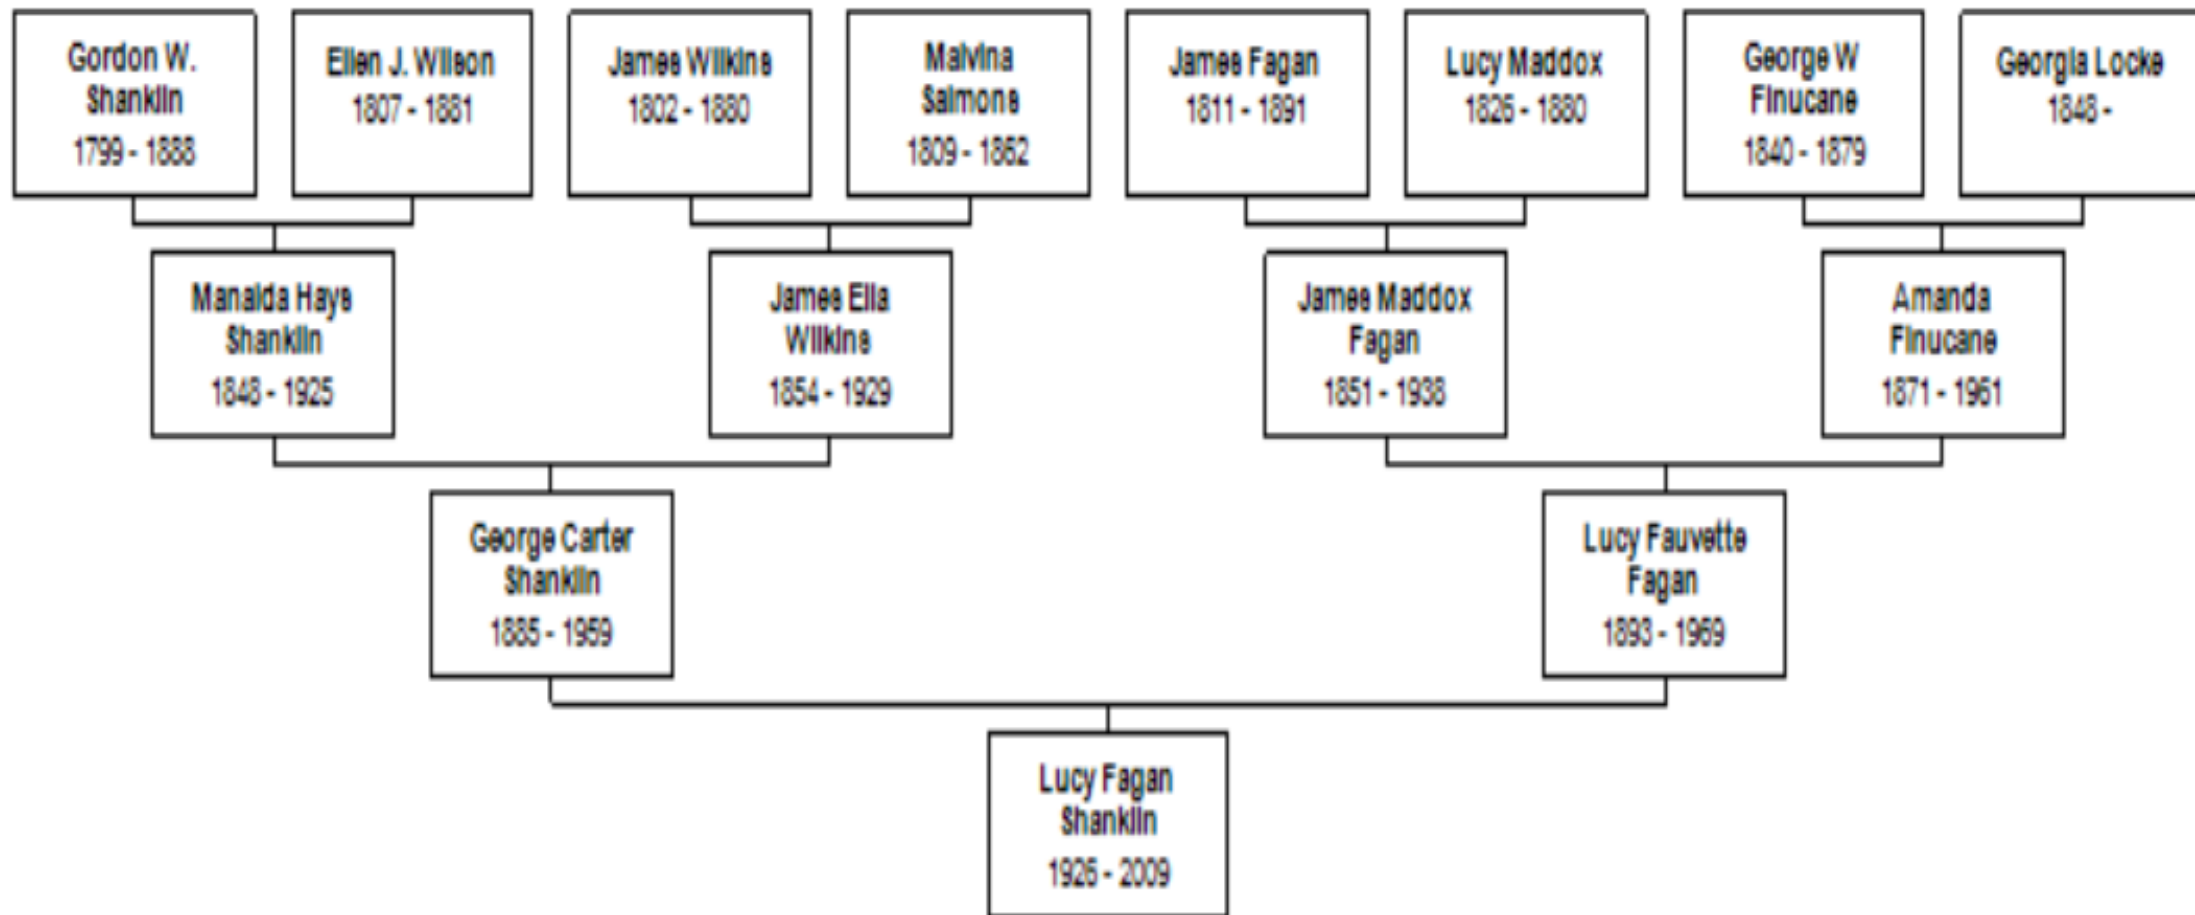 Gordon W.
Shanklin
1799 - 1888
Ellen J. Wilson
1807 - 1881
James Wilkins
1802 - 1880
Malvina
Salmons
1809 - 1862
James Fagan
1811 - 1891
Lucy Maddox
1826 - 1880
George W
Finucane
1840 - 1879
Georgia Locke
1848 -
Manalda Hays
Shanklin
1848 - 1925
James Ella
Wilkins
1854 - 1929
James Maddox
Fagan
1851 - 1938
Amanda
Finucane
1871 - 1961
George Carter
Shanklin
1885 - 1959
Lucy Fauvette
Fagan
1893 - 1969
Lucy Fagan
Shanklin
1926 - 2009